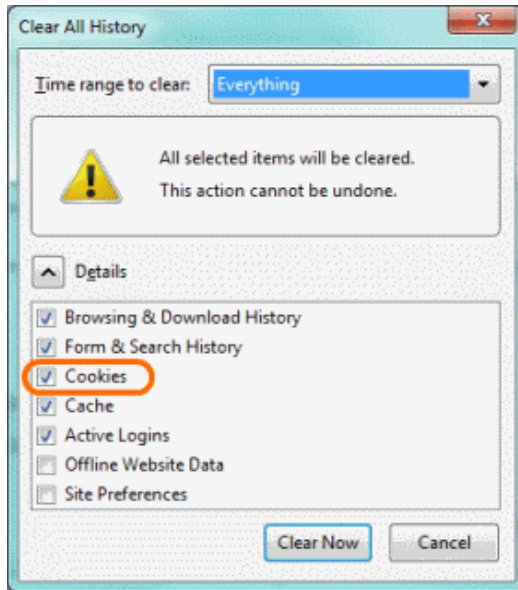 Clear All History
Time range to clear: Everything
All selected items will be cleared.
This action cannot be undone.
Details
Browsing & Download History
Form & Search History
Cookies
Cache
Active Logins
Offline Website Data
Site Preferences
Clear Now Cancel